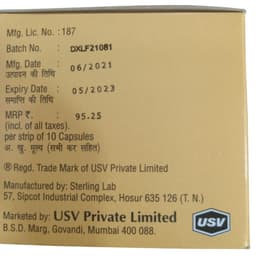 Mfg. Lic. No. :187
Batch No. : DXLF21081
Mfg. Date : 06/2021
उत्पादन की तिथि
Expiry Date : 05/2023
समाप्ति की तिथि
MRP ₹. : 95.25
(incl. of all taxes).
per strip of 10 Capsules
अ. खु. मूल्य (सभी कर सहित)
® Regd. Trade Mark of USV Private Limited
Manufactured by: Sterling Lab
57, Sipcot Industrial Complex, Hosur 635 126 (T. N.)
Marketed by: USV Private Limited
B.S.D. Marg, Govandi, Mumbai 400 088.
USV